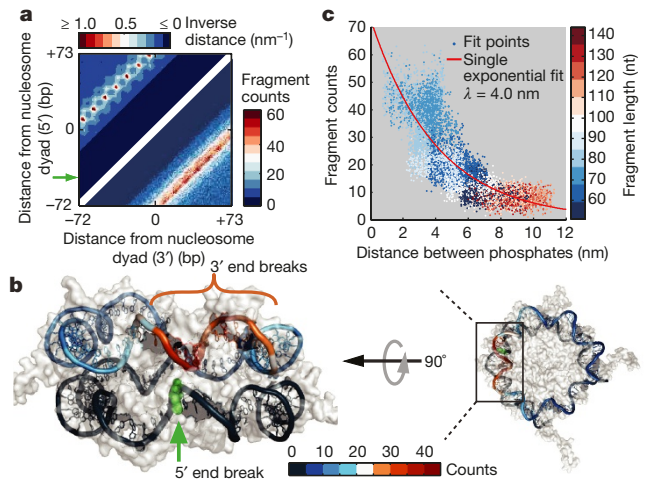 a
≥ 1.0 0.5 ≤ 0 Inverse
distance (nm⁻¹)
+73
0
−72
Distance from nucleosome
dyad (5′) (bp)
−72 0 +73
Distance from nucleosome
dyad (3′) (bp)
Fragment
counts
60
40
20
0
c
Fragment counts
70
60
50
40
30
20
10
0
0 2 4 6 8 10 12
Distance between phosphates (nm)
Fit points
Single
exponential fit
λ = 4.0 nm
140
130
120
110
100
90
80
70
60
Fragment length (nt)
b
3′ end breaks
5′ end break
90°
0 10 20 30 40
Counts